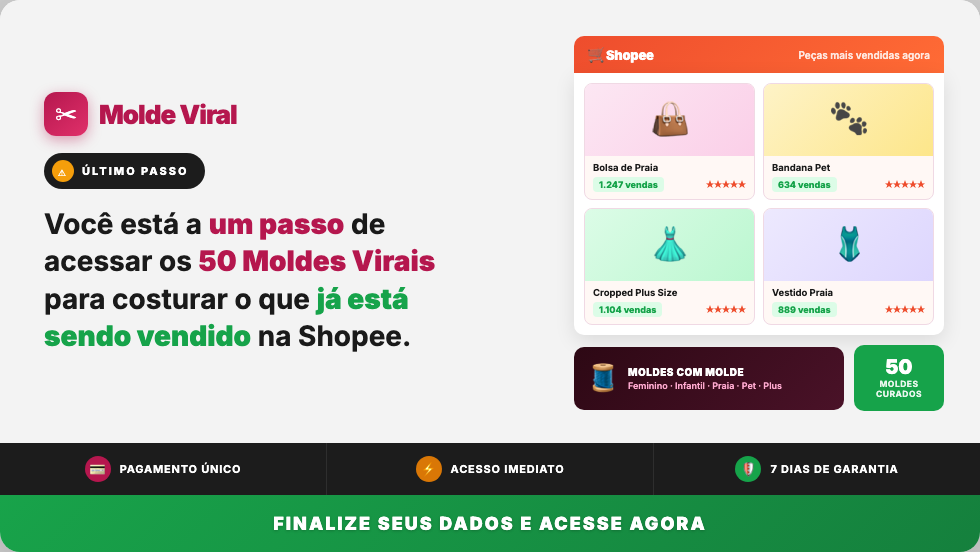 Molde Viral
ÚLTIMO PASSO
Você está a um passo de
acessar os 50 Moldes Virais
para costurar o que já está
sendo vendido na Shopee.
Shopee
Peças mais vendidas agora
Bolsa de Praia
1.247 vendas
★★★★★
Bandana Pet
634 vendas
★★★★★
Cropped Plus Size
1.104 vendas
★★★★★
Vestido Praia
889 vendas
★★★★★
MOLDES COM MOLDE
Feminino · Infantil · Praia · Pet · Plus
50
MOLDES
CURADOS
PAGAMENTO ÚNICO
ACESSO IMEDIATO
7 DIAS DE GARANTIA
FINALIZE SEUS DADOS E ACESSE AGORA